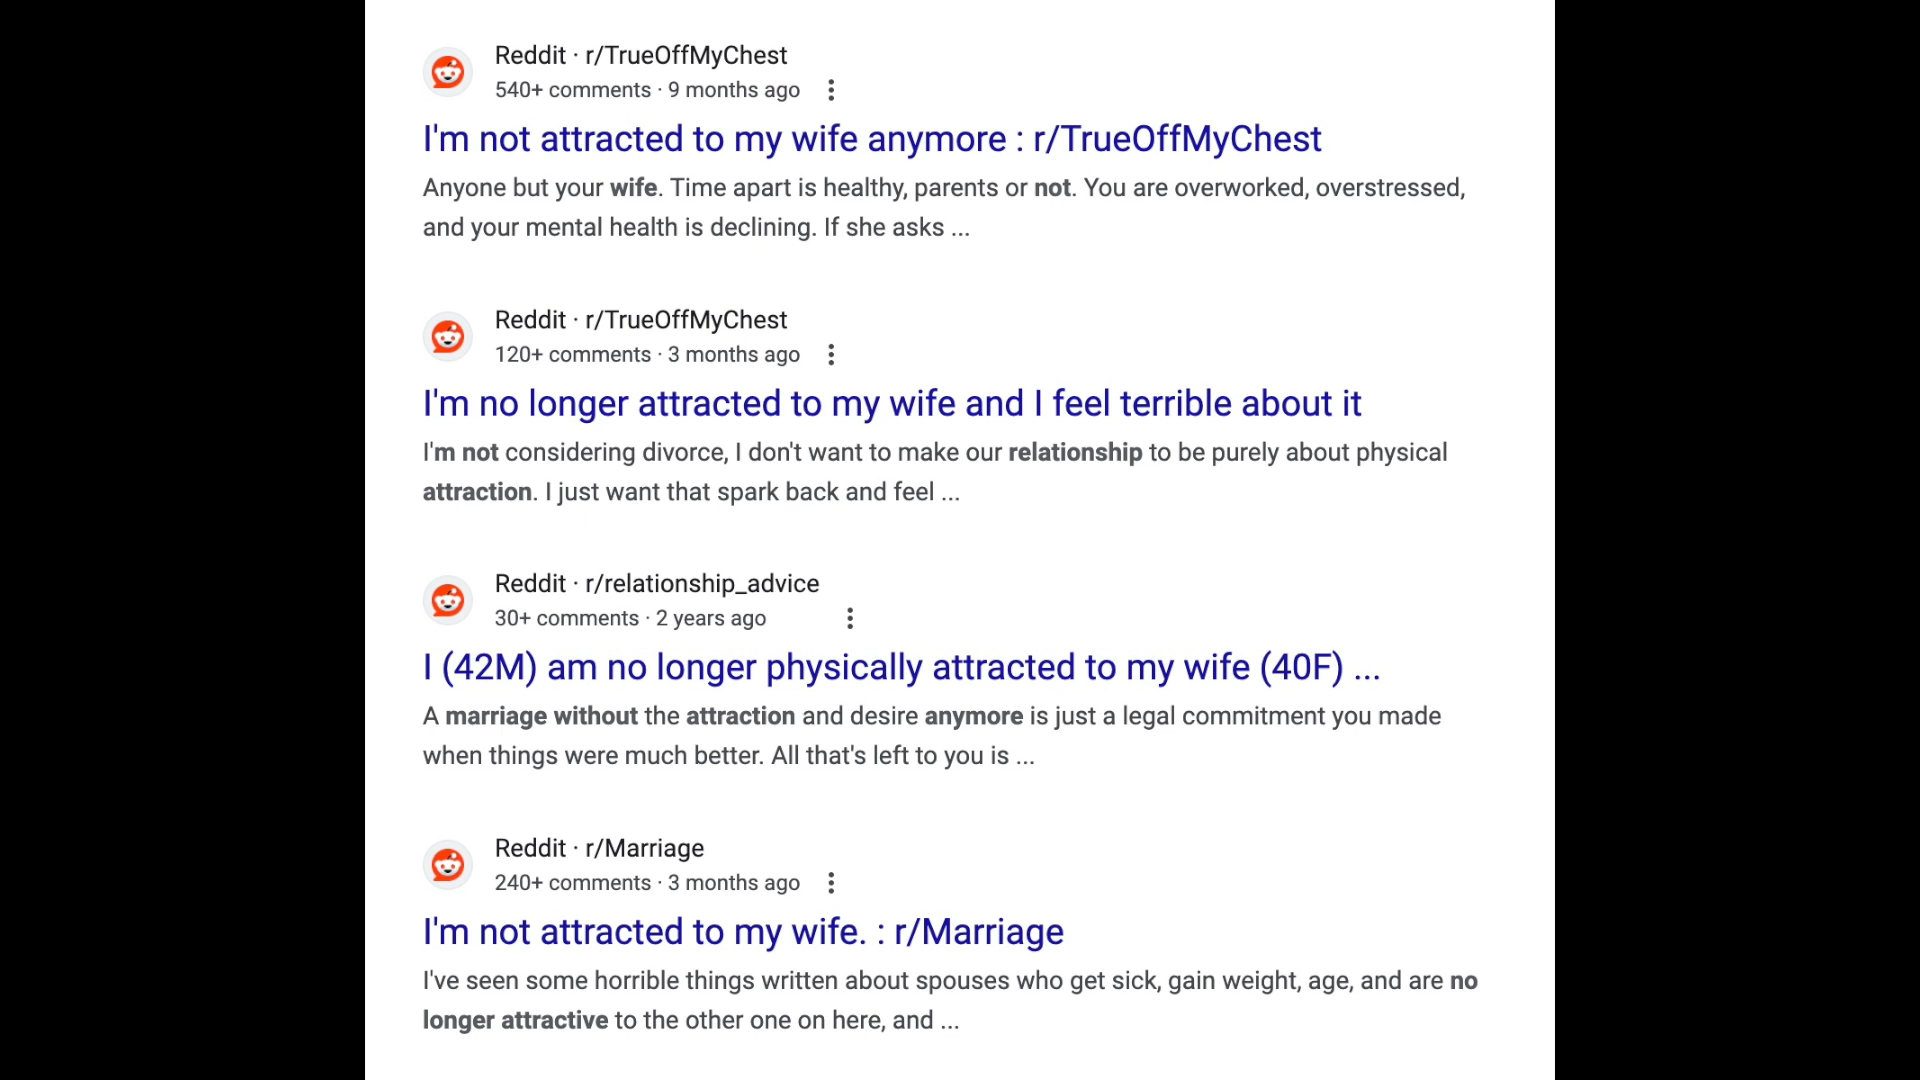 Reddit · r/TrueOffMyChest
540+ comments · 9 months ago
I'm not attracted to my wife anymore : r/TrueOffMyChest
Anyone but your wife. Time apart is healthy, parents or not. You are overworked, overstressed,
and your mental health is declining. If she asks ...
Reddit · r/TrueOffMyChest
120+ comments · 3 months ago
I'm no longer attracted to my wife and I feel terrible about it
I'm not considering divorce, I don't want to make our relationship to be purely about physical
attraction. I just want that spark back and feel ...
Reddit · r/relationship_advice
30+ comments · 2 years ago
I (42M) am no longer physically attracted to my wife (40F) ...
A marriage without the attraction and desire anymore is just a legal commitment you made
when things were much better. All that's left to you is ...
Reddit · r/Marriage
240+ comments · 3 months ago
I'm not attracted to my wife. : r/Marriage
I've seen some horrible things written about spouses who get sick, gain weight, age, and are no
longer attractive to the other one on here, and ...